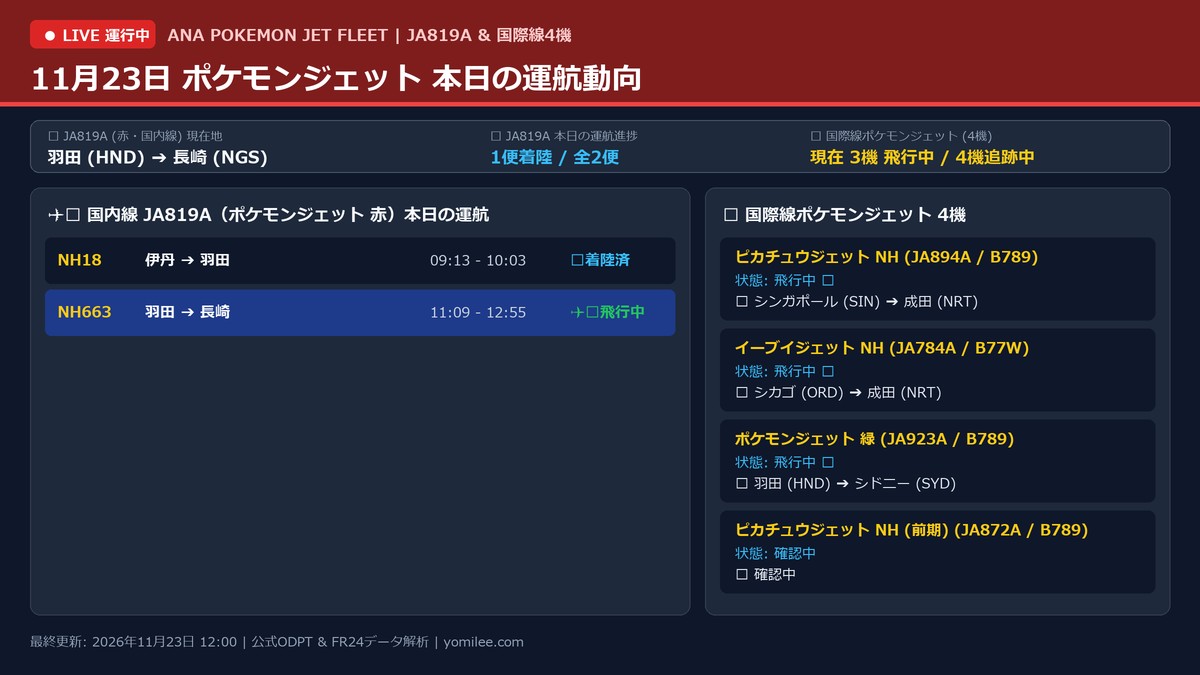 ● LIVE 運行中 ANA POKEMON JET FLEET | JA819A & 国際線4機
11月23日 ポケモンジェット 本日の運航動向
□ JA819A (赤・国内線) 現在地
羽田 (HND) → 長崎 (NGS)
□ JA819A 本日の運航進捗
1便着陸 / 全2便
□ 国際線ポケモンジェット (4機)
現在 3機 飛行中 / 4機追跡中
✈□ 国内線 JA819A（ポケモンジェット 赤）本日の運航
NH18 伊丹 → 羽田 09:13 - 10:03 □着陸済
NH663 羽田 → 長崎 11:09 - 12:55 ✈□飛行中
□ 国際線ポケモンジェット 4機
ピカチュウジェット NH (JA894A / B789)
状態: 飛行中 □
□ シンガポール (SIN) → 成田 (NRT)
イーブイジェット NH (JA784A / B77W)
状態: 飛行中 □
□ シカゴ (ORD) → 成田 (NRT)
ポケモンジェット 緑 (JA923A / B789)
状態: 飛行中 □
□ 羽田 (HND) → シドニー (SYD)
ピカチュウジェット NH (前期) (JA872A / B789)
状態: 確認中
□ 確認中
最終更新: 2026年11月23日 12:00 | 公式ODPT & FR24データ解析 | yomilee.com